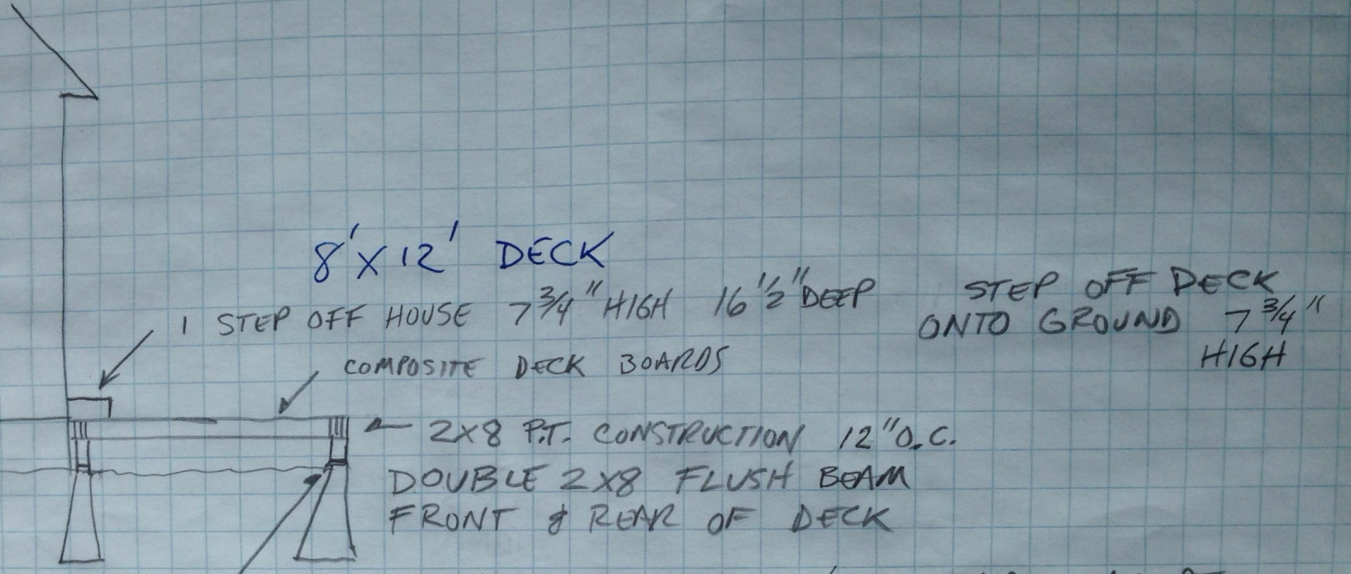 8' X 12' DECK
1 STEP OFF HOUSE 7 3/4" HIGH 16 1/2" DEEP
COMPOSITE DECK BOARDS
STEP OFF DECK
ONTO GROUND 7 3/4"
HIGH
2X8 P.T. CONSTRUCTION 12" O.C.
DOUBLE 2X8 FLUSH BEAM
FRONT & REAR OF DECK